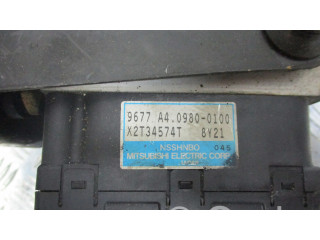 9677 A4.0980-0100
X2T34574T 8Y21
NSSHNBO 045
MITSUBISHI ELECTRIC CORP